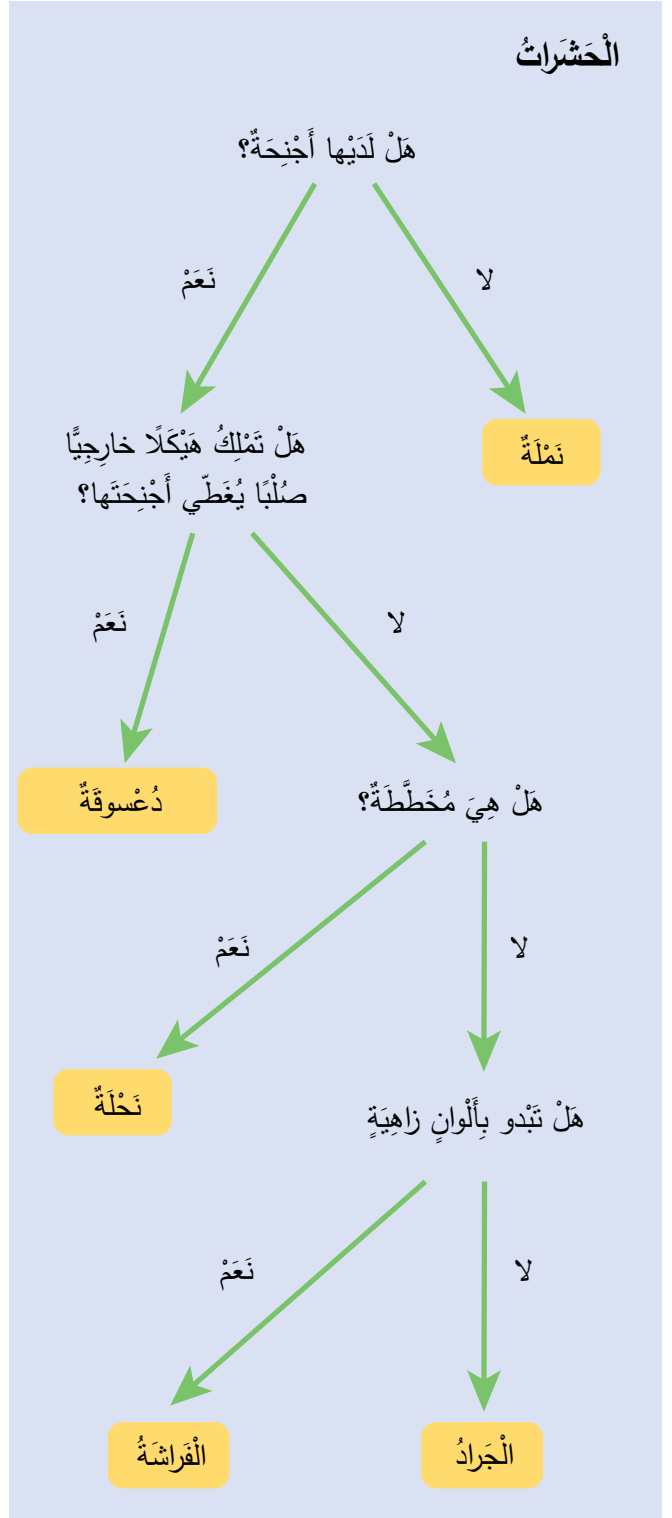 الْحَشَراتُ
هَلْ لَدَيْها أَجْنِحَةٌ؟
لا
نَعَمْ
نَمْلَةٌ
هَلْ تَمْلِكُ هَيْكَلًا خارِجِيًّا
صُلْبًا يُغَطّي أَجْنِحَتَها؟
لا
نَعَمْ
هَلْ هِيَ مُخَطَّطَةٌ؟
دُعْسوقَةٌ
لا
نَعَمْ
هَلْ تَبْدو بِأَلْوانٍ زاهِيَةٍ
نَحْلَةٌ
لا
نَعَمْ
الْجَرادُ
الْفَراشَةُ